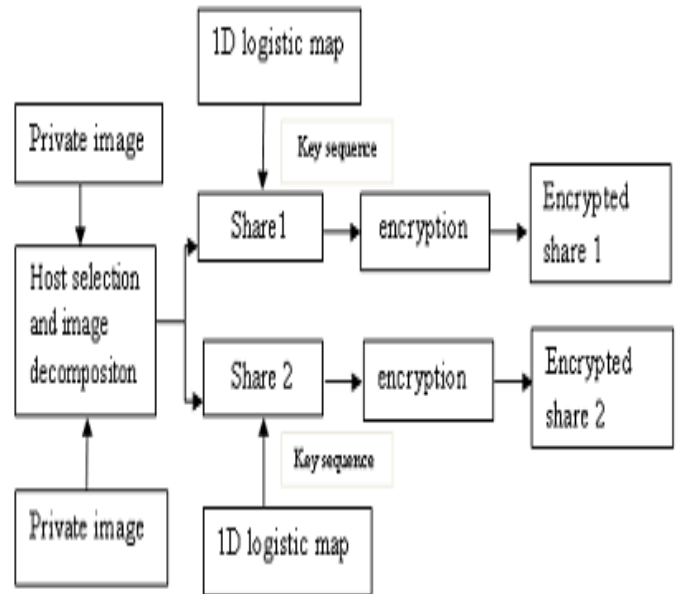 1D logistic map
Private image
Key sequence
Share1
encryption
Encrypted
share 1
Host selection
and image
decompositon
Share 2
encryption
Encrypted
share 2
Key sequence
Private image
1D logistic map